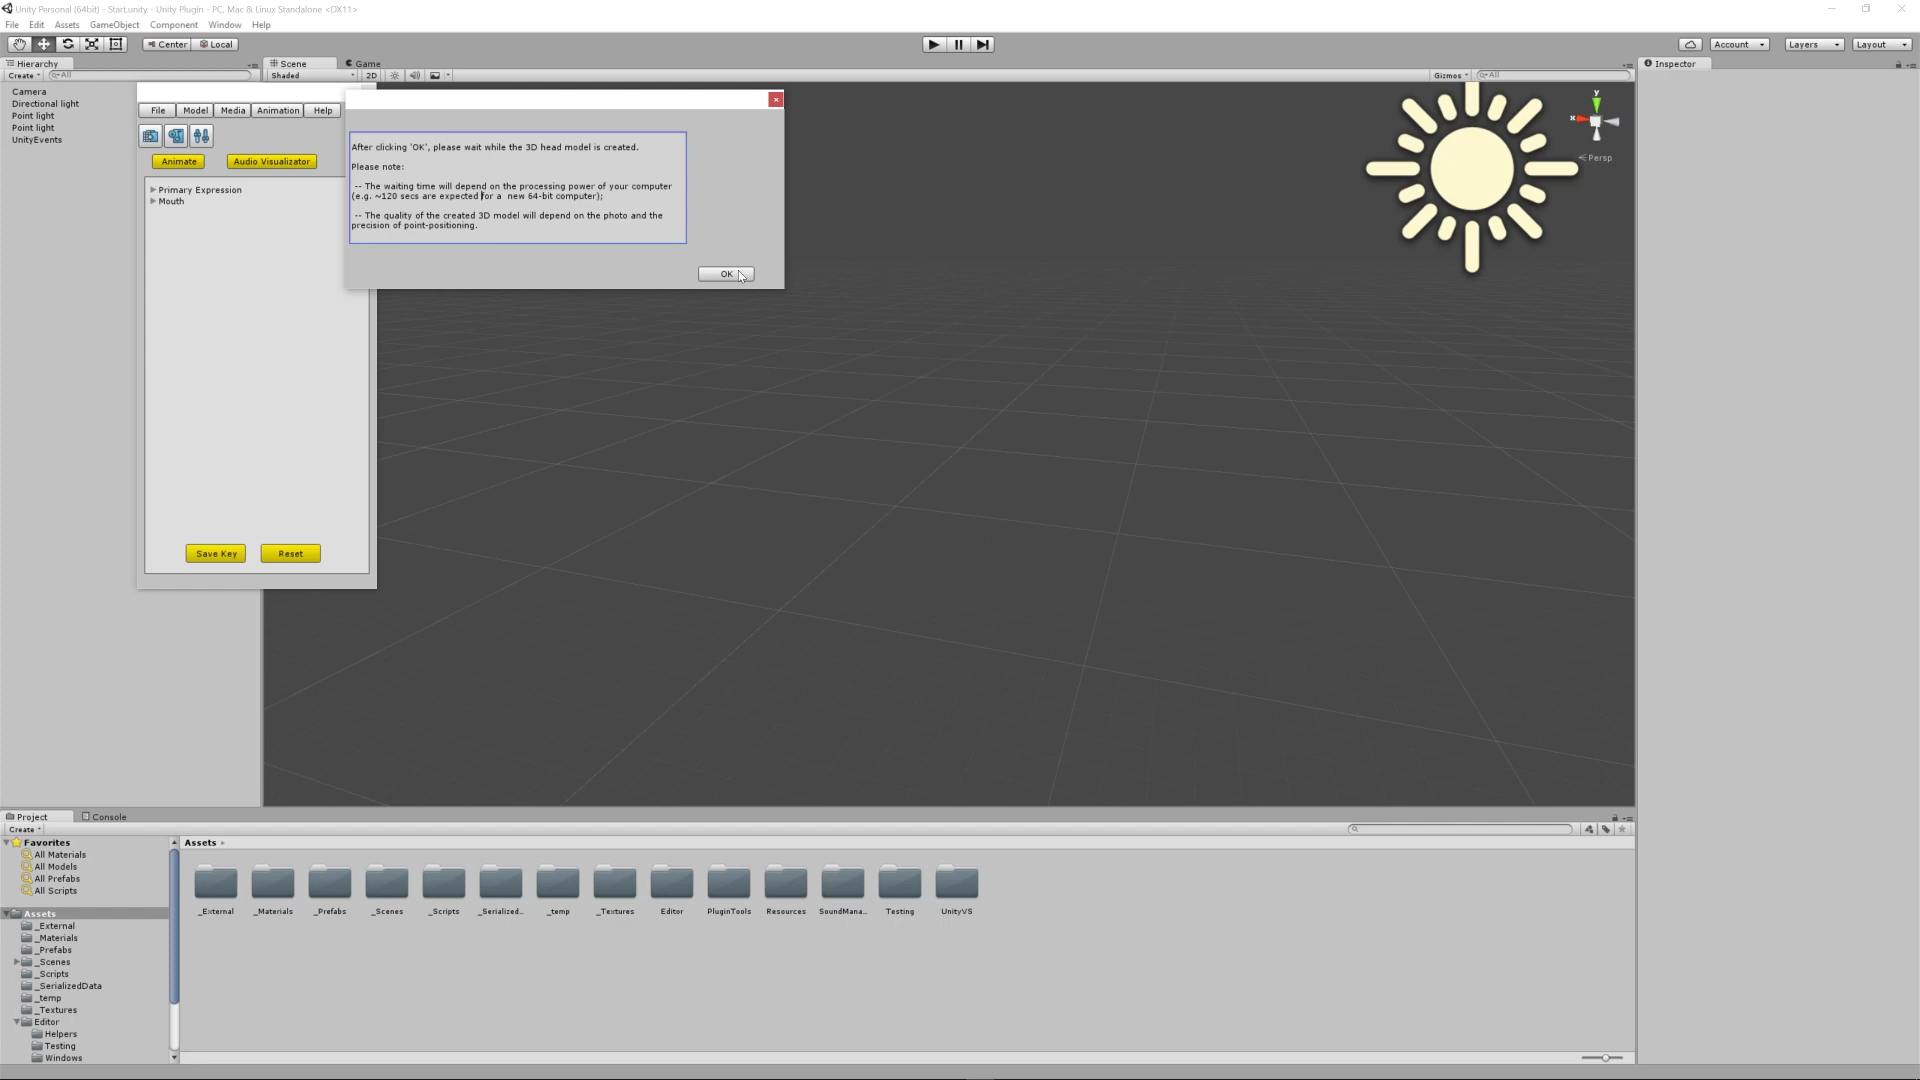 Unity Personal (64bit) - Start.unity - Unity Plugin - PC, Mac & Linux Standalone <DX11>
File Edit Assets GameObject Component Window Help
Center Local Account Layers Layout
Hierarchy Scene Game Inspector
Create All Shaded 2D Gizmos All
Camera
Directional light
Point light
Point light
UnityEvents
File Model Media Animation Help
Animate Audio Visualizator
Primary Expression
Mouth
Save Key Reset
After clicking 'OK', please wait while the 3D head model is created.
Please note:
-- The waiting time will depend on the processing power of your computer
(e.g. ~120 secs are expected for a  new 64-bit computer);
-- The quality of the created 3D model will depend on the photo and the
precision of point-positioning.
OK
y
x
Persp
Project Console
Create
Favorites
All Materials
All Models
All Prefabs
All Scripts
Assets
_External
_Materials
_Prefabs
_Scenes
_Scripts
_SerializedData
_temp
_Textures
Editor
Helpers
Testing
Windows
Assets
_External _Materials _Prefabs _Scenes _Scripts _Serialized... _temp _Textures Editor PluginTools Resources SoundMana... Testing UnityVS